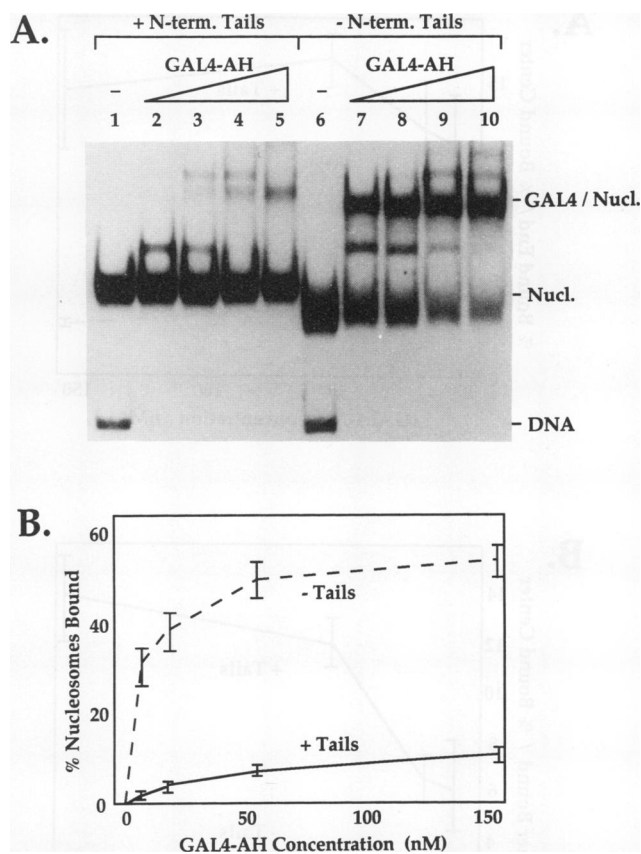 A.
+ N-term. Tails - N-term. Tails
GAL4-AH GAL4-AH
– 1 2 3 4 5 – 6 7 8 9 10
GAL4 / Nucl.
Nucl.
DNA
B.
% Nucleosomes Bound
60
40
20
0
- Tails
+ Tails
0 50 100 150
GAL4-AH Concentration (nM)